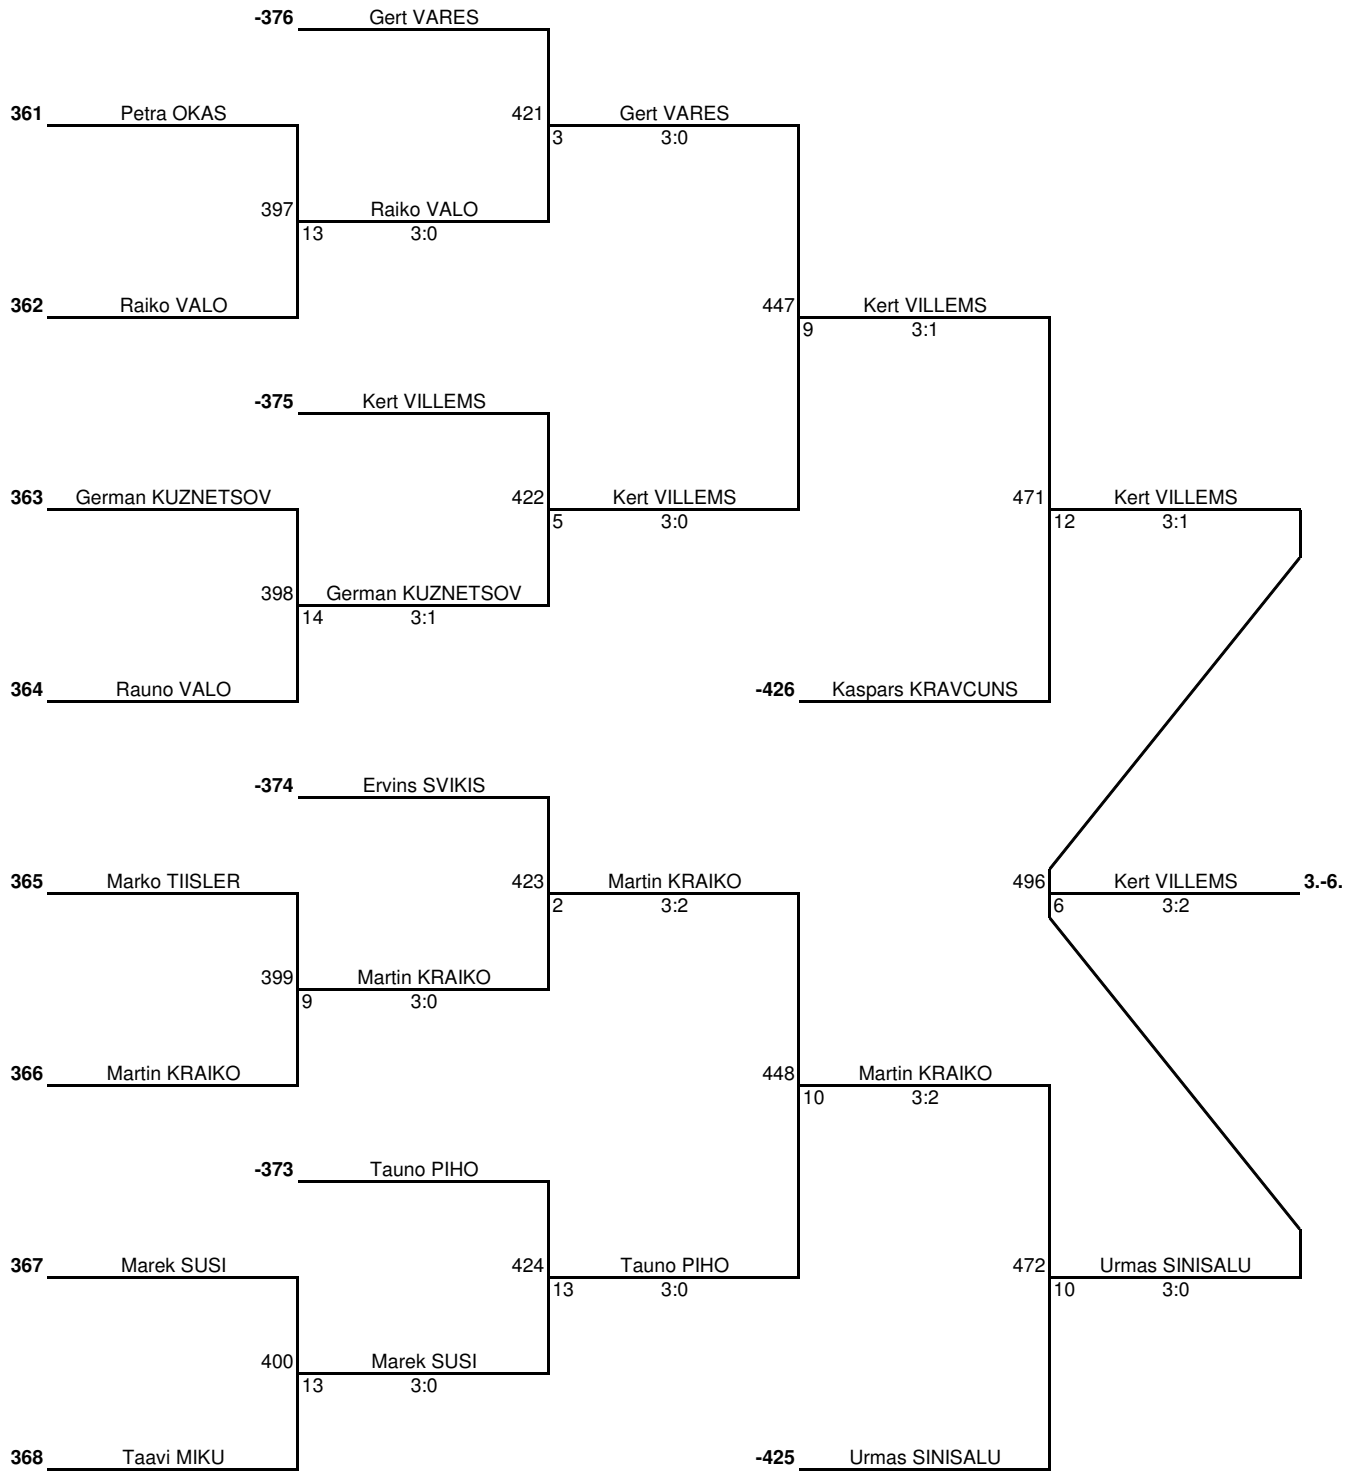 -376 Gert VARES
361 Petra OKAS 421 Gert VARES
3 3:0
397 Raiko VALO
13 3:0
362 Raiko VALO 447 Kert VILLEMS
9 3:1
-375 Kert VILLEMS
363 German KUZNETSOV 422 Kert VILLEMS 471 Kert VILLEMS
5 3:0 12 3:1
398 German KUZNETSOV
14 3:1
364 Rauno VALO -426 Kaspars KRAVCUNS
-374 Ervins SVIKIS
365 Marko TIISLER 423 Martin KRAIKO 496 Kert VILLEMS 3.-6.
2 3:2 6 3:2
399 Martin KRAIKO
9 3:0
366 Martin KRAIKO 448 Martin KRAIKO
10 3:2
-373 Tauno PIHO
367 Marek SUSI 424 Tauno PIHO 472 Urmas SINISALU
13 3:0 10 3:0
400 Marek SUSI
13 3:0
368 Taavi MIKU -425 Urmas SINISALU